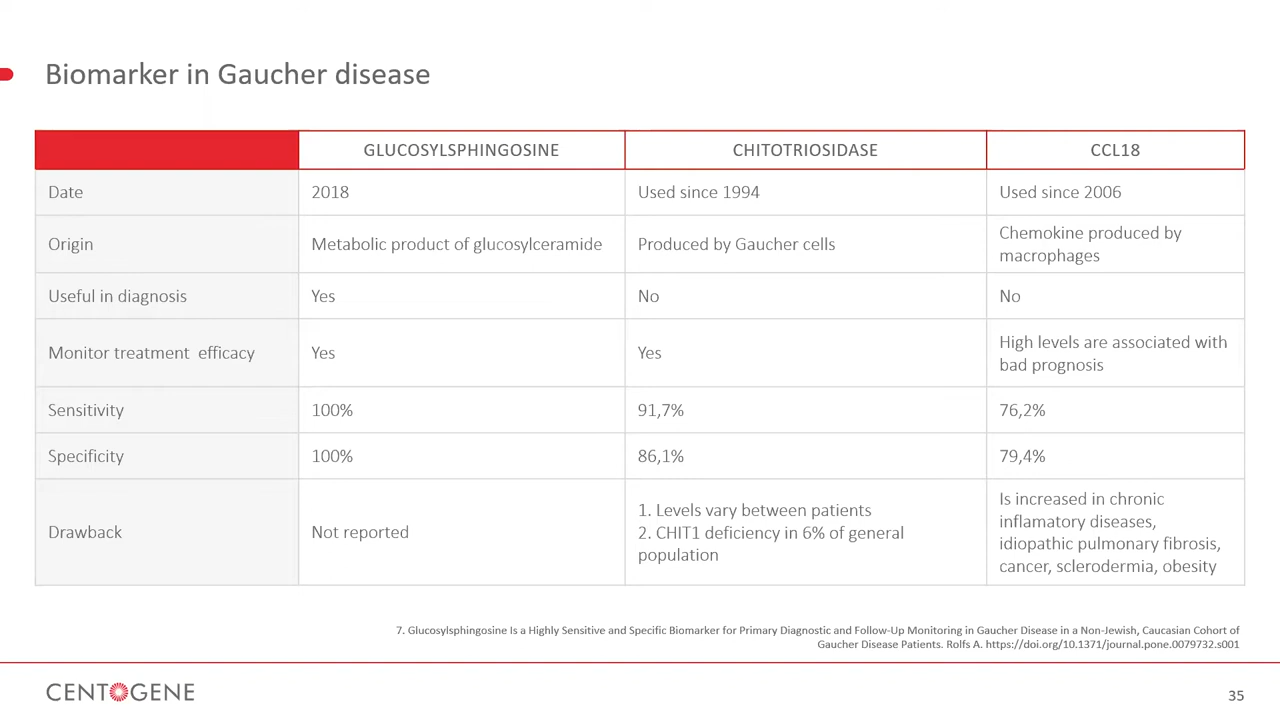 Biomarker in Gaucher disease
GLUCOSYLSPHINGOSINE
CHITOTRIOSIDASE
CCL18
Date
2018
Used since 1994
Used since 2006
Origin
Metabolic product of glucosylceramide
Produced by Gaucher cells
Chemokine produced by
macrophages
Useful in diagnosis
Yes
No
No
Monitor treatment efficacy
Yes
Yes
High levels are associated with
bad prognosis
Sensitivity
100%
91,7%
76,2%
Specificity
100%
86,1%
79,4%
Drawback
Not reported
1. Levels vary between patients
2. CHIT1 deficiency in 6% of general
population
Is increased in chronic
inflamatory diseases,
idiopathic pulmonary fibrosis,
cancer, sclerodermia, obesity
7. Glucosylsphingosine Is a Highly Sensitive and Specific Biomarker for Primary Diagnostic and Follow-Up Monitoring in Gaucher Disease in a Non-Jewish, Caucasian Cohort of
Gaucher Disease Patients. Rolfs A. https://doi.org/10.1371/journal.pone.0079732.s001
CENTOGENE
35